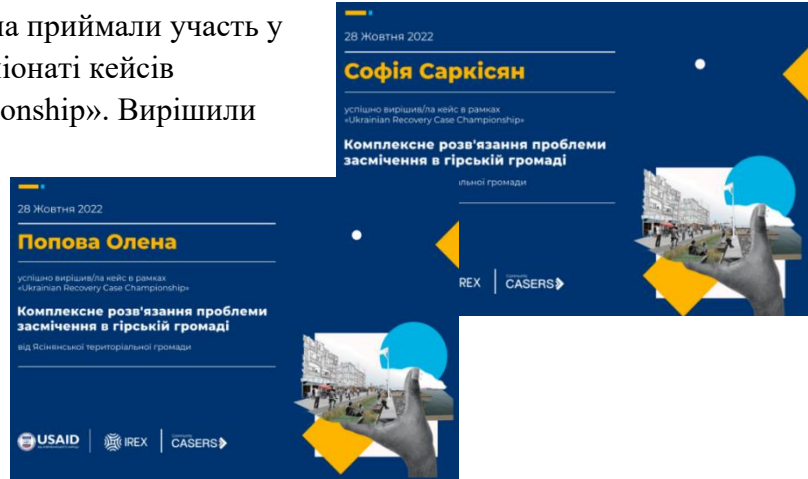 на приймали участь у
іонаті кейсів
onship». Вирішили
28 Жовтня 2022
Софія Саркісян
успішно вирішив/ла кейс в рамках
«Ukrainian Recovery Case Championship»
Комплексне розв'язання проблеми
засмічення в гірській громаді
льної громади
REX
CASERS
28 Жовтня 2022
Попова Олена
успішно вирішив/ла кейс в рамках
«Ukrainian Recovery Case Championship»
Комплексне розв'язання проблеми
засмічення в гірській громаді
від Ясінянської територіальної громади
USAID
IREX
CASERS